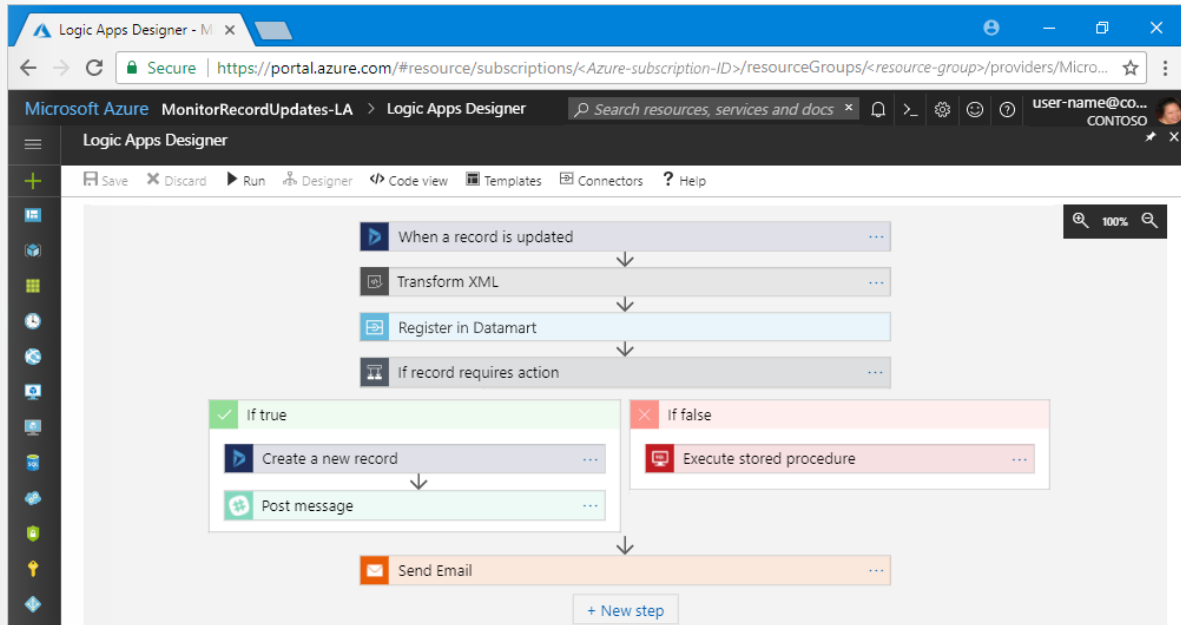 Logic Apps Designer - M
Secure | https://portal.azure.com/#resource/subscriptions/<Azure-subscription-ID>/resourceGroups/<resource-group>/providers/Micro...
Microsoft Azure MonitorRecordUpdates-LA > Logic Apps Designer Search resources, services and docs user-name@co...
CONTOSO
Logic Apps Designer
Save Discard Run Designer Code view Templates Connectors ? Help
100%
When a record is updated ...
Transform XML ...
Register in Datamart
If record requires action ...
If true If false
Create a new record ... Execute stored procedure ...
Post message ...
Send Email ...
+ New step